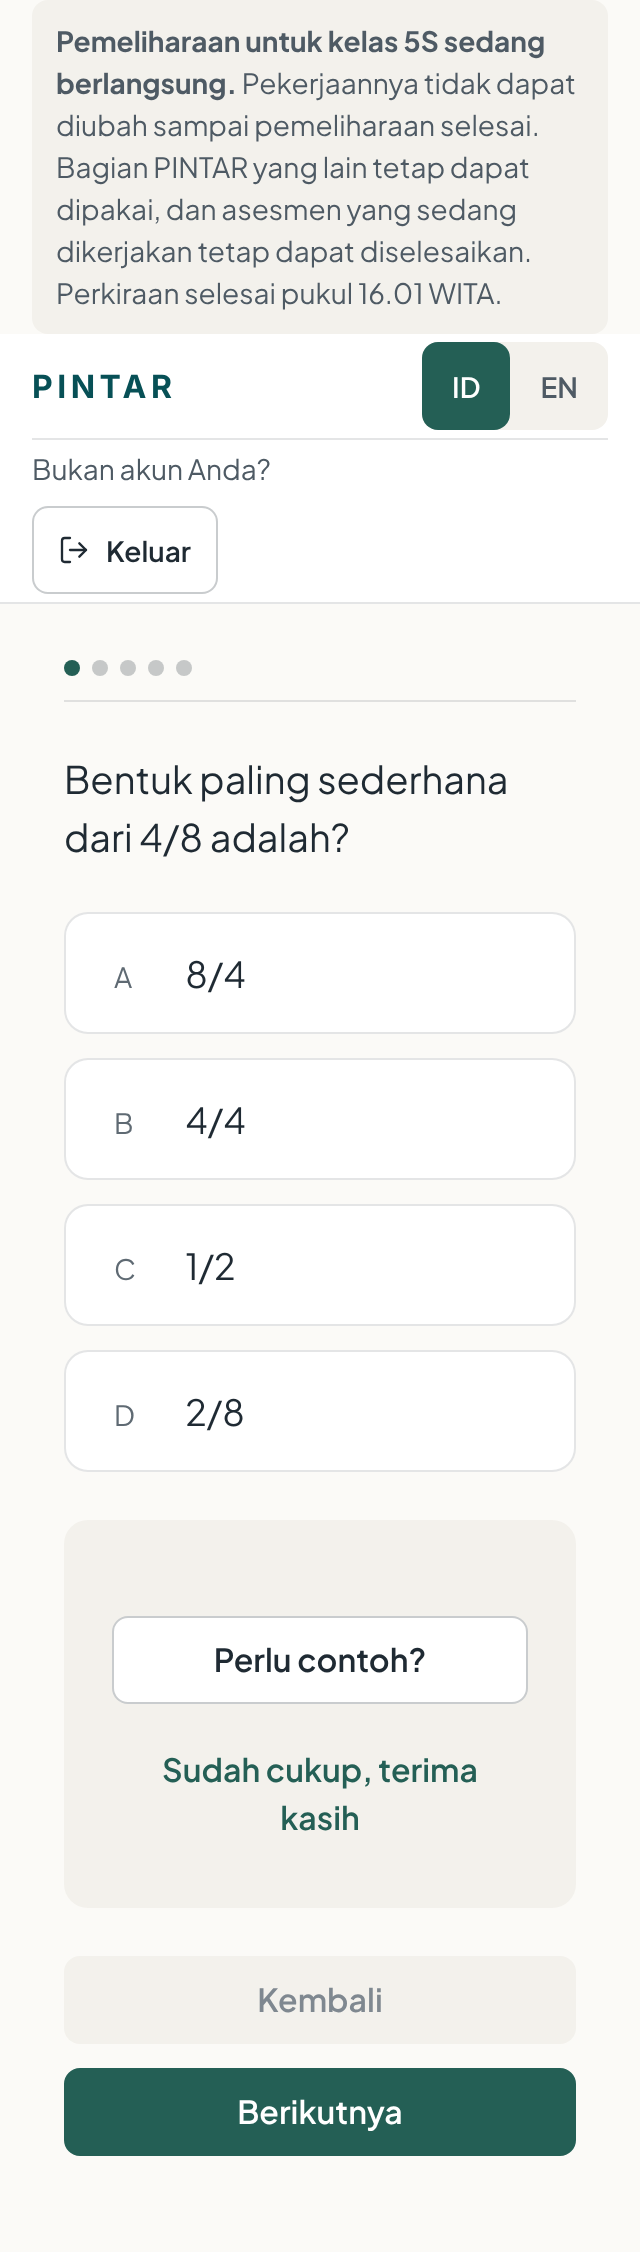 Pemeliharaan untuk kelas 5S sedang
berlangsung. Pekerjaannya tidak dapat
diubah sampai pemeliharaan selesai.
Bagian PINTAR yang lain tetap dapat
dipakai, dan asesmen yang sedang
dikerjakan tetap dapat diselesaikan.
Perkiraan selesai pukul 16.01 WITA.
PINTAR
ID
EN
Bukan akun Anda?
Keluar
Bentuk paling sederhana
dari 4/8 adalah?
A 8/4
B 4/4
C 1/2
D 2/8
Perlu contoh?
Sudah cukup, terima
kasih
Kembali
Berikutnya